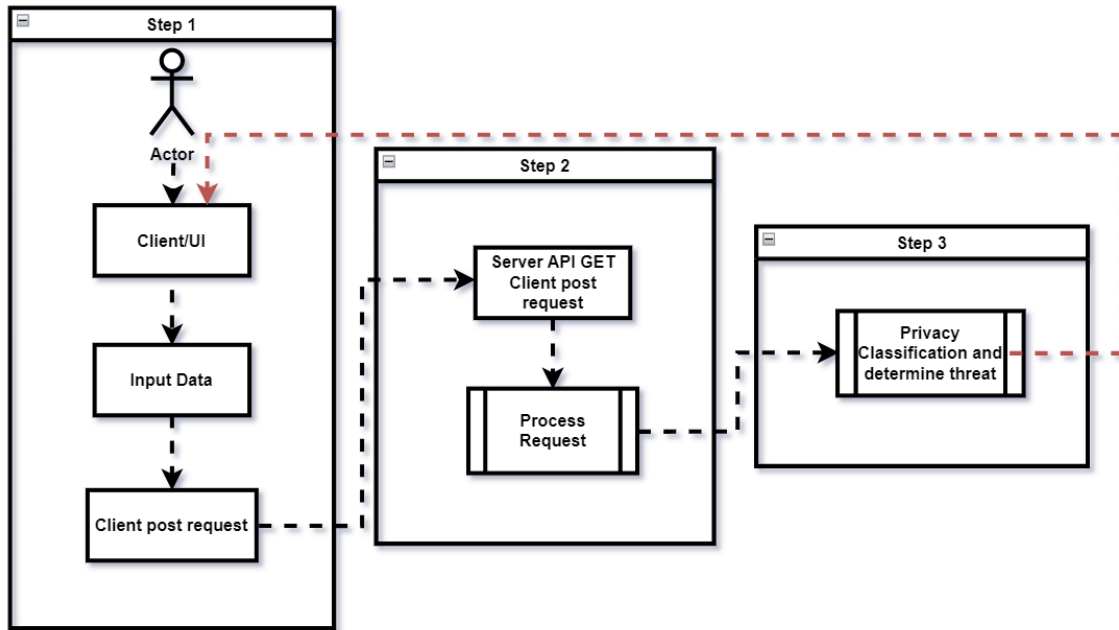 Step 1
Actor
Client/UI
Input Data
Client post request
Step 2
Server API GET
Client post
request
Process
Request
Step 3
Privacy
Classification and
determine threat